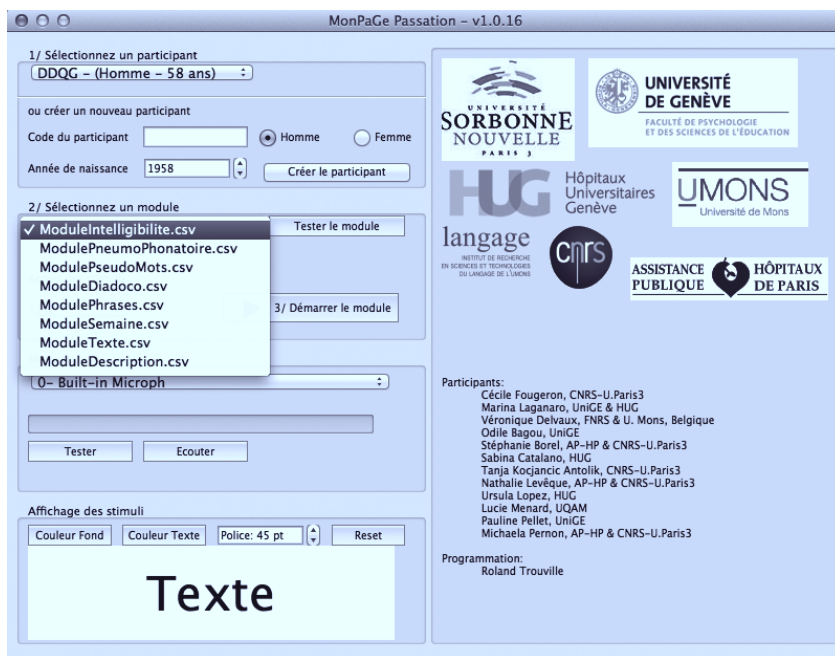 MonPaGe Passation – v1.0.16
1/ Sélectionnez un participant
DDQG – (Homme – 58 ans)
ou créer un nouveau participant
Code du participant
Homme
Femme
Année de naissance
1958
Créer le participant
2/ Sélectionnez un module
✓ ModuleIntelligibilite.csv
Tester le module
ModulePneumoPhonatoire.csv
ModulePseudoMots.csv
ModuleDiadoco.csv
ModulePhrases.csv
3/ Démarrer le module
ModuleSemaine.csv
ModuleTexte.csv
ModuleDescription.csv
0– Built–in Microph
Tester
Ecouter
Affichage des stimuli
Couleur Fond
Couleur Texte
Police: 45 pt
Reset
Texte
UNIVERSITÉ
SORBONNE
NOUVELLE
PARIS 3
UNIVERSITÉ
DE GENÈVE
FACULTÉ DE PSYCHOLOGIE
ET DES SCIENCES DE L'ÉDUCATION
HUG
Hôpitaux
Universitaires
Genève
UMONS
Université de Mons
langage
INSTITUT DE RECHERCHE
EN SCIENCES ET TECHNOLOGIES
DU LANGAGE DE L'UMONS
cnrs
ASSISTANCE
PUBLIQUE
HÔPITAUX
DE PARIS
Participants:
Cécile Fougeron, CNRS–U.Paris3
Marina Laganaro, UniGE & HUG
Véronique Delvaux, FNRS & U. Mons, Belgique
Odile Bagou, UniGE
Stéphanie Borel, AP–HP & CNRS–U.Paris3
Sabina Catalano, HUG
Tanja Kocjancic Antolik, CNRS–U.Paris3
Nathalie Levêque, AP–HP & CNRS–U.Paris3
Ursula Lopez, HUG
Lucie Menard, UQAM
Pauline Pellet, UniGE
Michaela Pernon, AP–HP & CNRS–U.Paris3
Programmation:
Roland Trouville